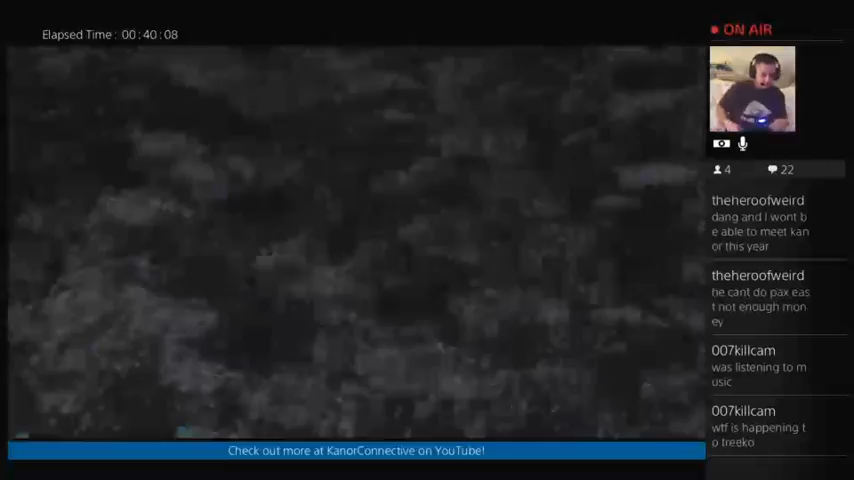 Elapsed Time : 00:40:08
ON AIR
4 22
theheroofweird
dang and I wont b
e able to meet kan
or this year
theheroofweird
he cant do pax eas
t not enough mon
ey
007killcam
was listening to m
usic
007killcam
wtf is happening t
o treeko
Check out more at KanorConnective on YouTube!